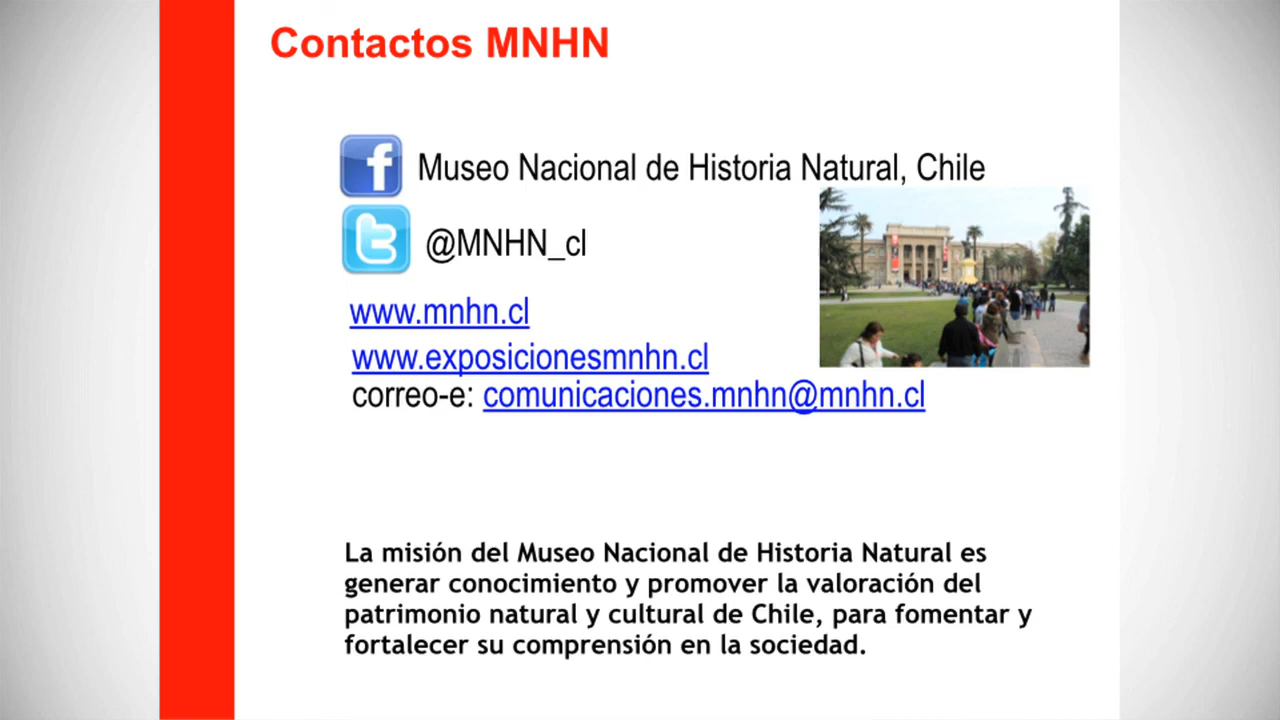 Contactos MNHN
Museo Nacional de Historia Natural, Chile
@MNHN_cl
www.mnhn.cl
www.exposicionesmnhn.cl
correo-e: comunicaciones.mnhn@mnhn.cl
La misión del Museo Nacional de Historia Natural es
generar conocimiento y promover la valoración del
patrimonio natural y cultural de Chile, para fomentar y
fortalecer su comprensión en la sociedad.